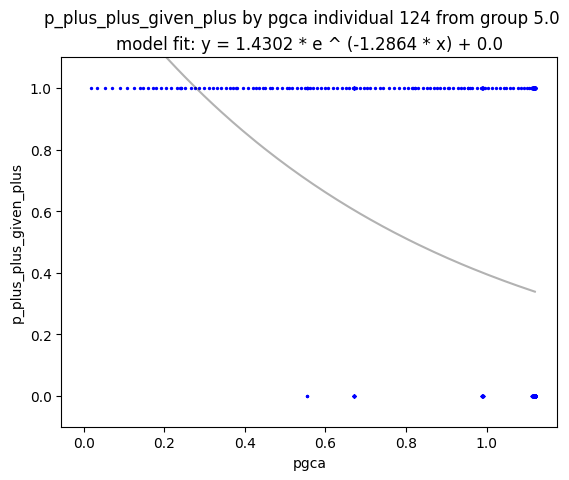 p_plus_plus_given_plus by pgca individual 124 from group 5.0
model fit: y = 1.4302 * e ^ (-1.2864 * x) + 0.0
p_plus_plus_given_plus
1.0
0.8
0.6
0.4
0.2
0.0
0.0 0.2 0.4 0.6 0.8 1.0
pgca